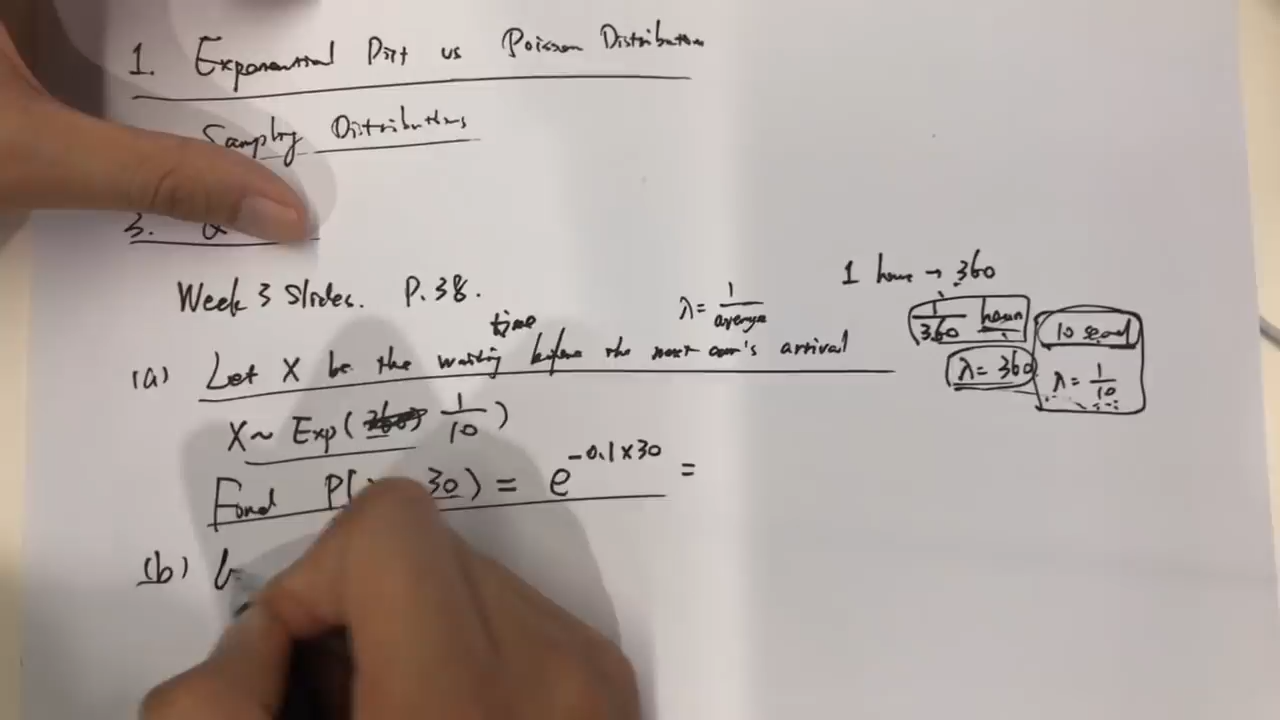 1. Exponential Dist vs Poisson Distribution
Sampling Distributions
3. Q
Week 3 Slides. P.38.
1 hour → 360
1/360 hour
10 second
λ = 360
λ = 1/10
λ = 1/average
time
(a) Let X be the waiting before the next car's arrival
X ~ Exp( 1/10 )
Find P( 30 ) = e^-0.1×30 =
(b)